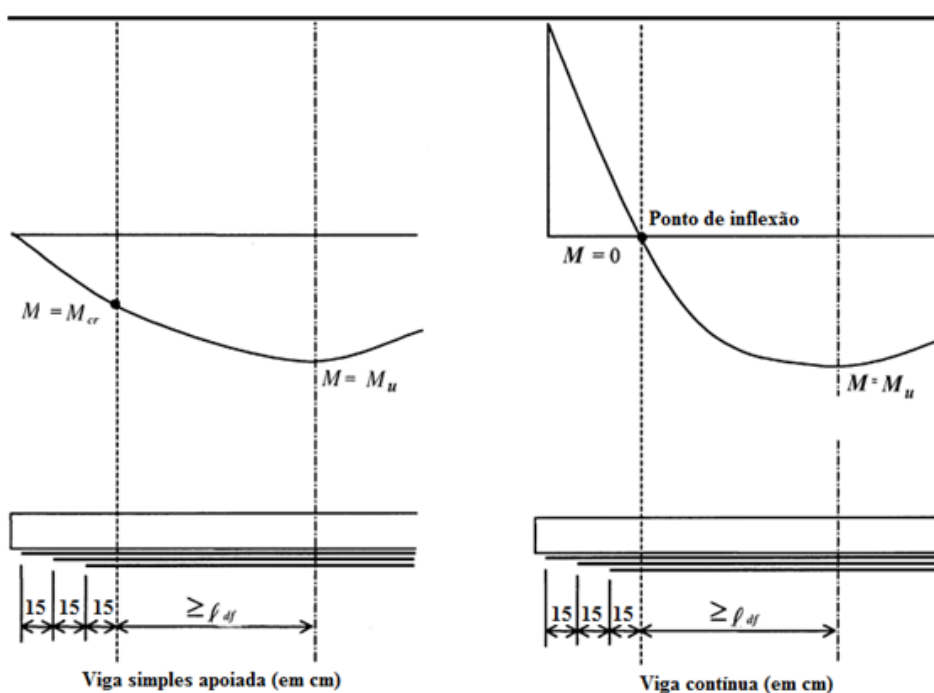 Ponto de inflexão
M = 0
M = M_cr
M = M_u
M = M_u
15 15 15 ≥ ℓ_df
15 15 15 ≥ ℓ_df
Viga simples apoiada (em cm)
Viga contínua (em cm)